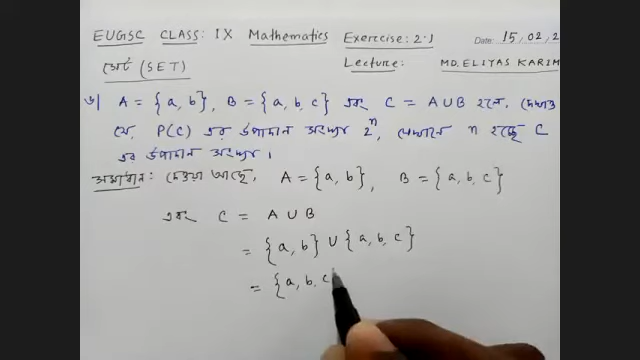 EUGSC CLASS: IX Mathematics Exercise: 2.1 Date: 15, 02, 2
সেট (SET) Lecture: MD. ELIYAS KARIM
৬) A = {a, b}, B = {a, b, c} এবং C = A∪B হলে, দেখাও
যে, P(C) এর উপাদান সংখ্যা 2ⁿ, যেখানে n হচ্ছে C
এর উপাদান সংখ্যা।
সমাধান: দেওয়া আছে, A = {a, b}, B = {a, b, c}
এবং C = A ∪ B
= {a, b} ∪ {a, b, c}
= {a, b, c